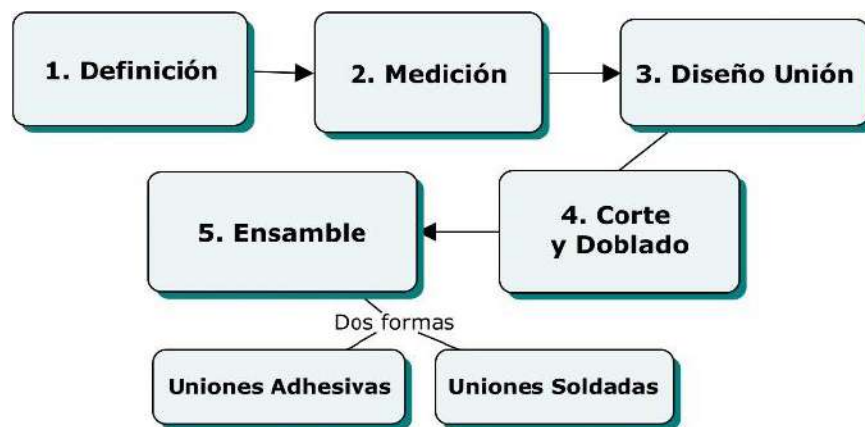 1. Definición
2. Medición
3. Diseño Unión
4. Corte
y Doblado
5. Ensamble
Dos formas
Uniones Adhesivas
Uniones Soldadas